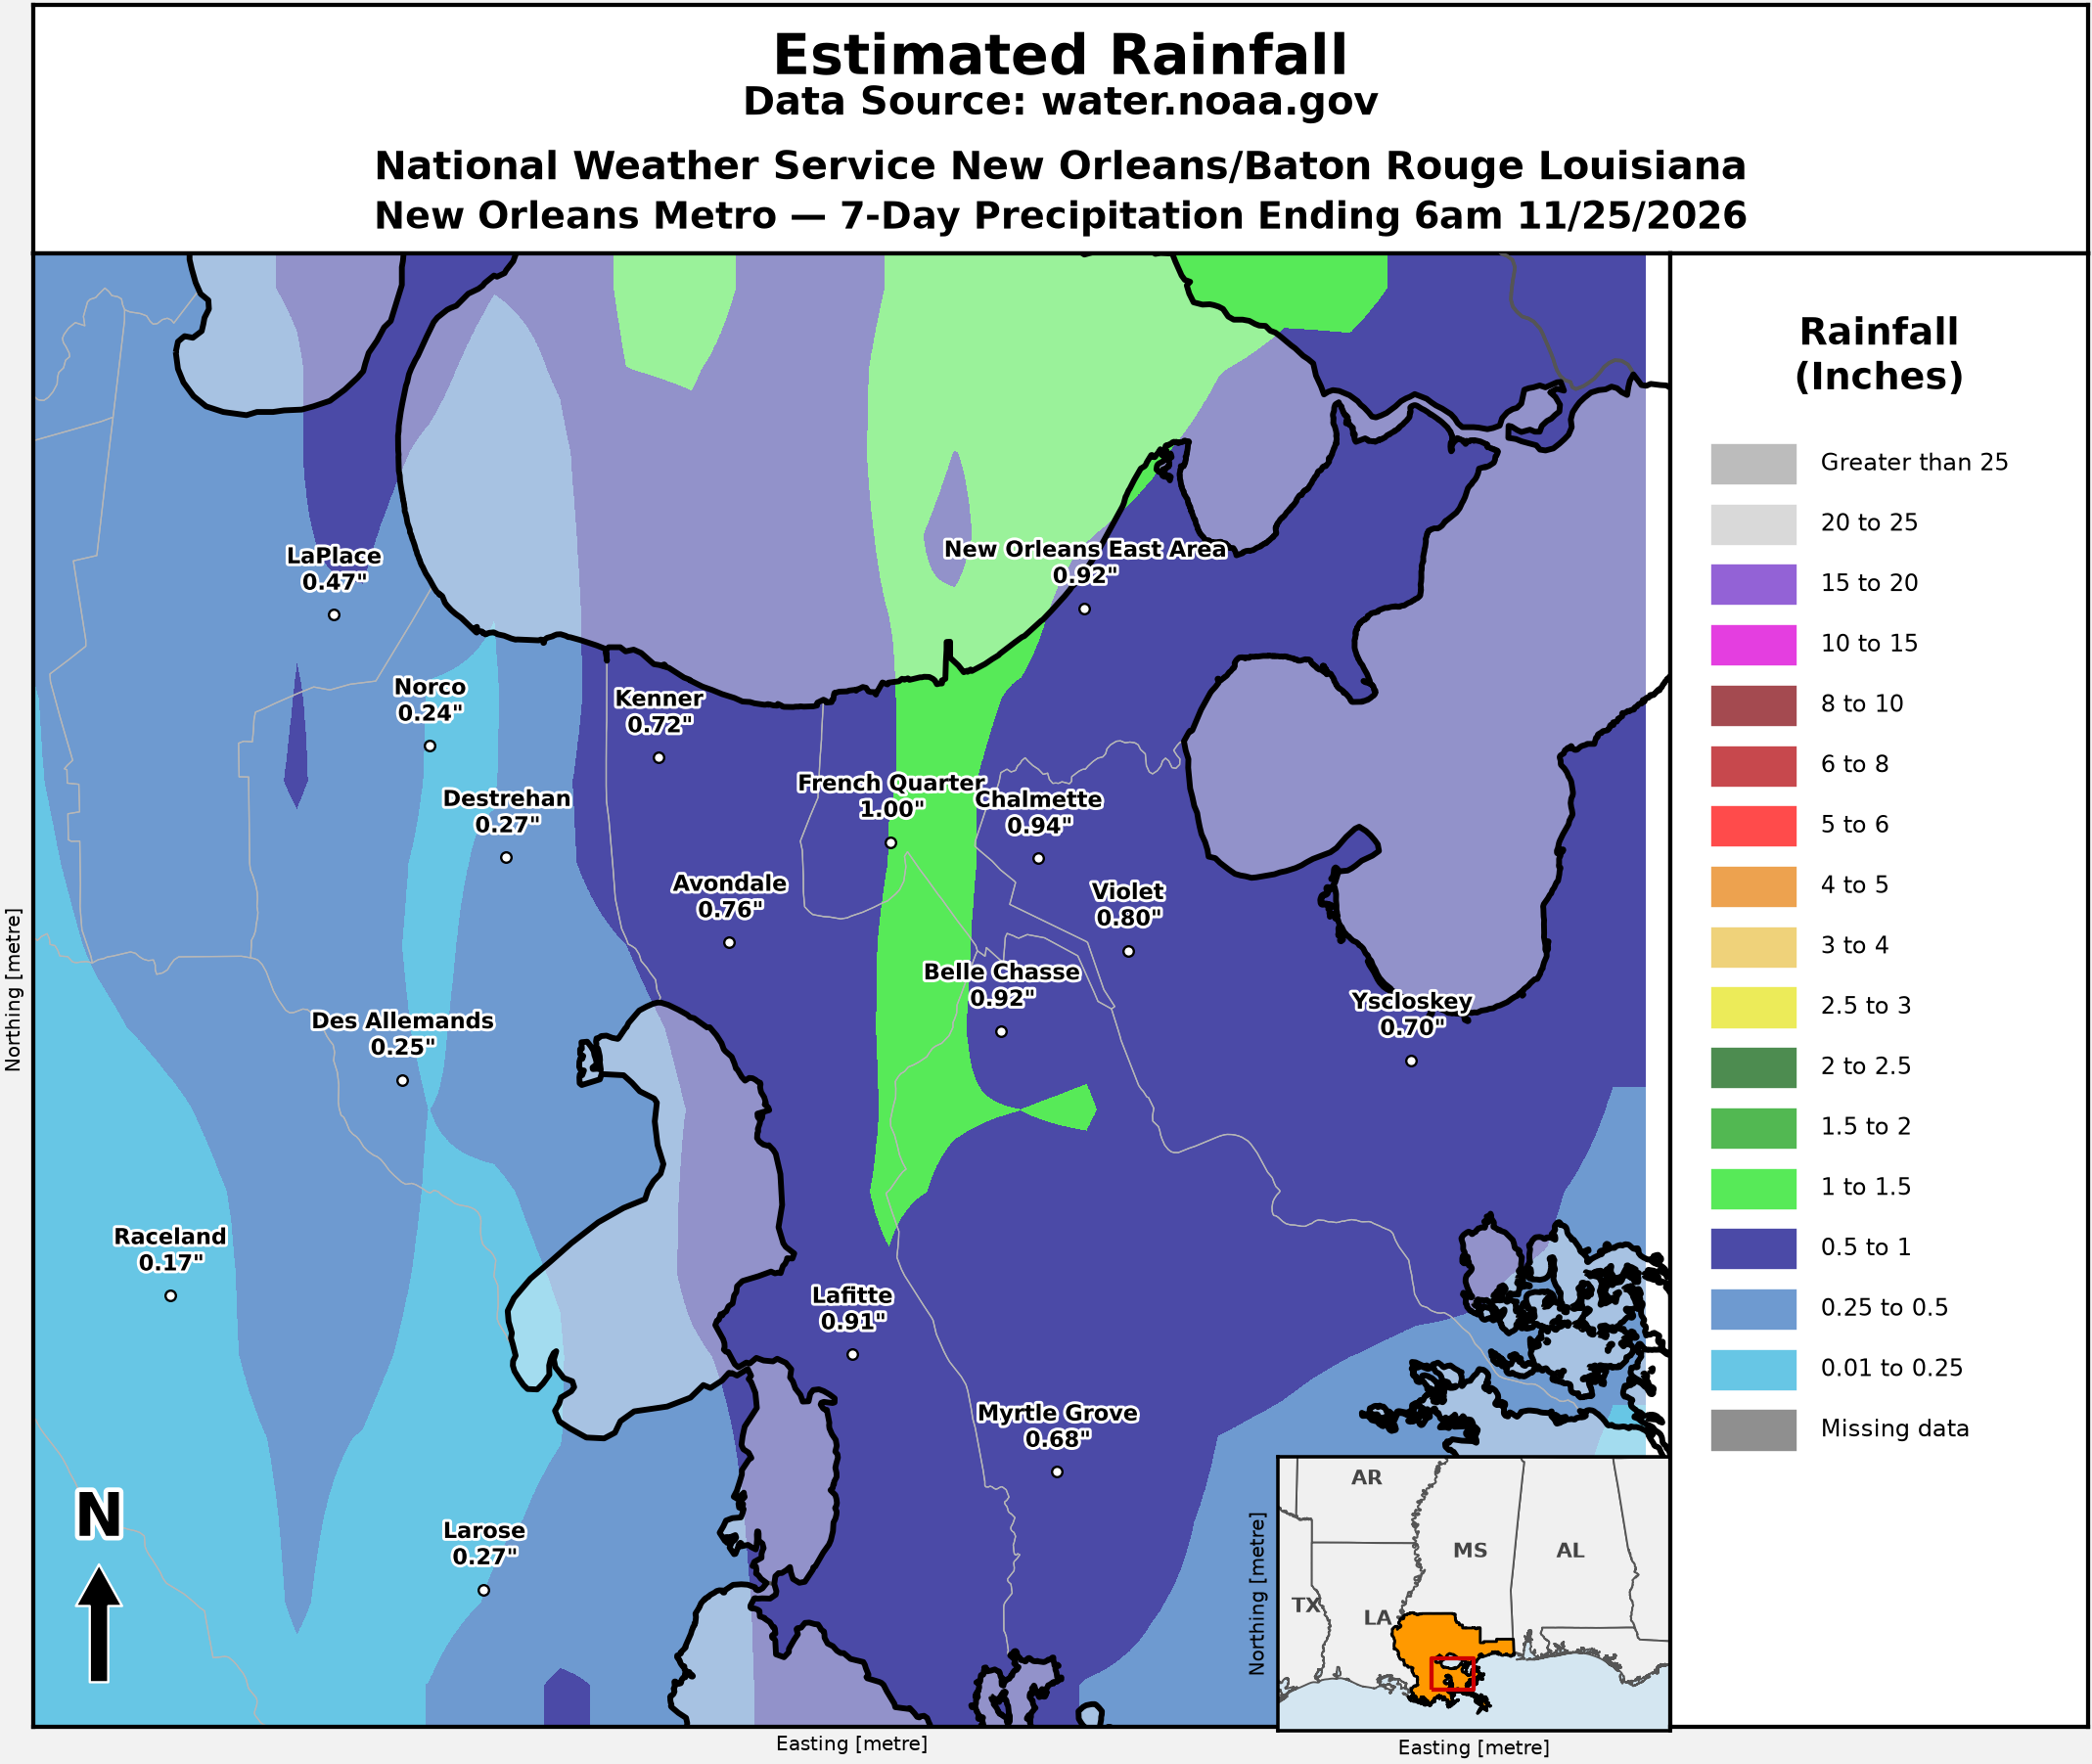 Estimated Rainfall
Data Source: water.noaa.gov
National Weather Service New Orleans/Baton Rouge Louisiana
New Orleans Metro — 7-Day Precipitation Ending 6am 11/25/2026
Rainfall
(Inches)
Greater than 25
20 to 25
15 to 20
10 to 15
8 to 10
6 to 8
5 to 6
4 to 5
3 to 4
2.5 to 3
2 to 2.5
1.5 to 2
1 to 1.5
0.5 to 1
0.25 to 0.5
0.01 to 0.25
Missing data
New Orleans East Area
0.92"
LaPlace
0.47"
Norco
0.24"
Kenner
0.72"
French Quarter
1.00"
Chalmette
0.94"
Destrehan
0.27"
Avondale
0.76"
Violet
0.80"
Belle Chasse
0.92"
Yscloskey
0.70"
Des Allemands
0.25"
Raceland
0.17"
Lafitte
0.91"
Myrtle Grove
0.68"
Larose
0.27"
N
AR
MS
AL
TX
LA
Northing [metre]
Northing [metre]
Easting [metre]
Easting [metre]